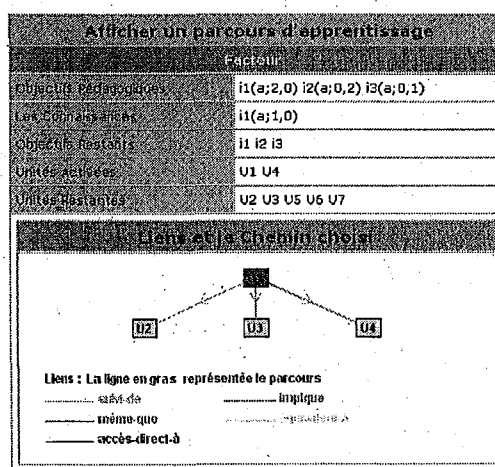 Afficher un parcours d'apprentissage
Facteur
Objectifs Pédagogiques i1(a;2,0) i2(a;0,2) i3(a;0,1)
Les Connaissances i1(a;1,0)
Objectifs Restants i1 i2 i3
Unités Activées U1 U4
Unités Restantes U2 U3 U5 U6 U7
Liens et le Chemin choisi
U2 U3 U4
Liens : La ligne en gras représentée le parcours
suivi-de implique
même-que
accès-direct-à